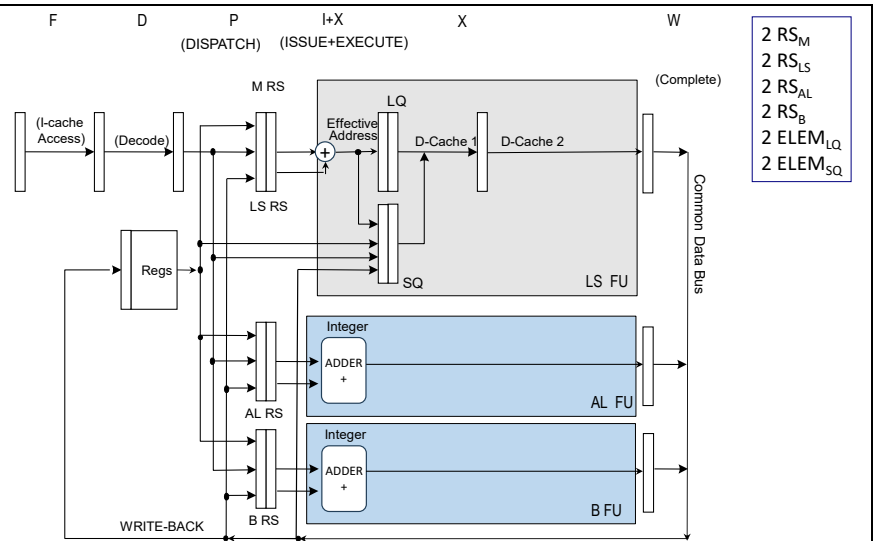 F D P I+X X W
(DISPATCH) (ISSUE+EXECUTE)
2 RSM
2 RSLS
2 RSAL
2 RSB
2 ELEMLQ
2 ELEMSQ
(Complete)
M RS
LQ
(I-cache
Access)
(Decode)
Effective
Address
+
D-Cache 1
D-Cache 2
LS RS
SQ
Regs
LS FU
Common Data Bus
Integer
ADDER
+
AL RS
AL FU
Integer
ADDER
+
B RS
B FU
WRITE-BACK